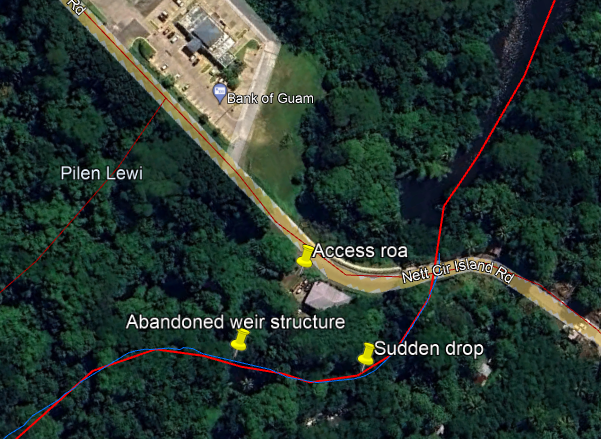 Rd
Bank of Guam
Pilen Lewi
Access roa
Nett Cir Island Rd
Abandoned weir structure
Sudden drop